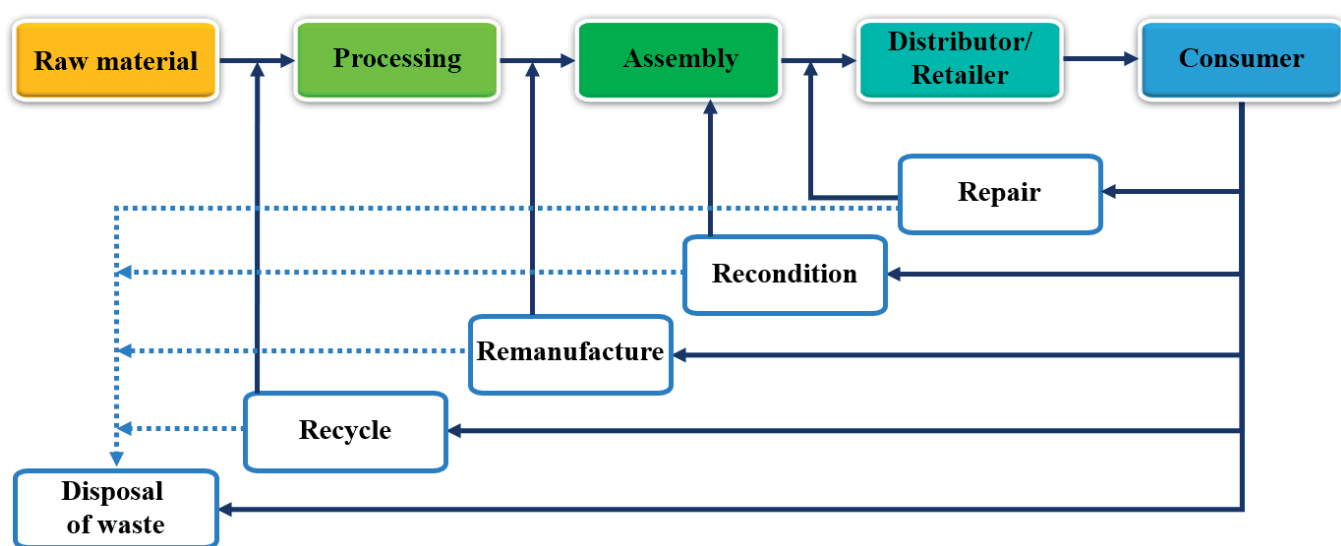 Raw material
Processing
Assembly
Distributor/
Retailer
Consumer
Repair
Recondition
Remanufacture
Recycle
Disposal
of waste